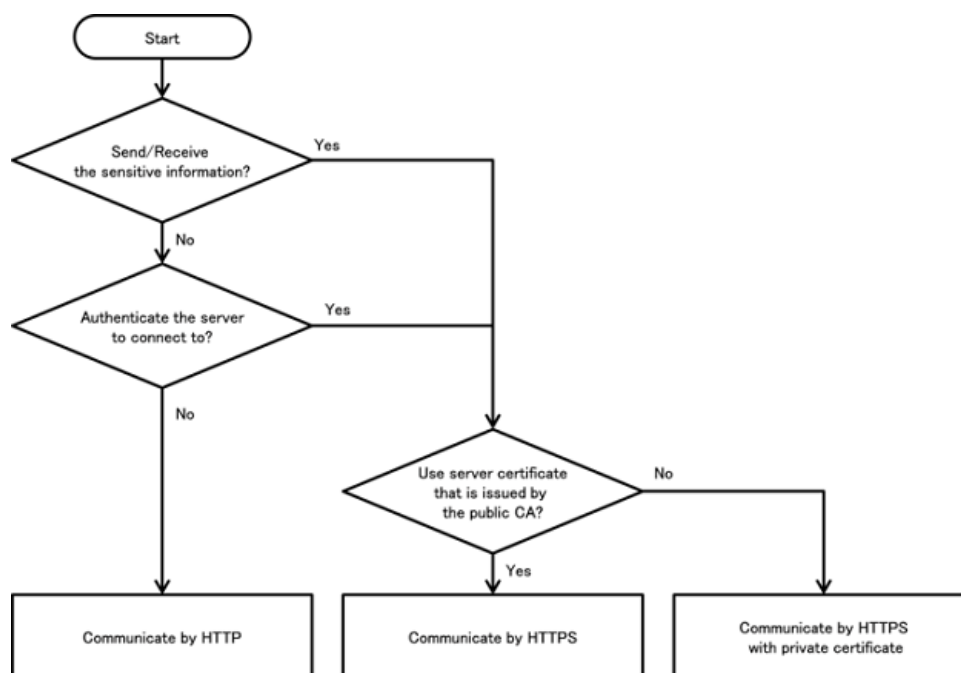 Start
Send/Receive
the sensitive information?
Yes
No
Authenticate the server
to connect to?
Yes
No
Use server certificate
that is issued by
the public CA?
No
Yes
Communicate by HTTP
Communicate by HTTPS
Communicate by HTTPS
with private certificate